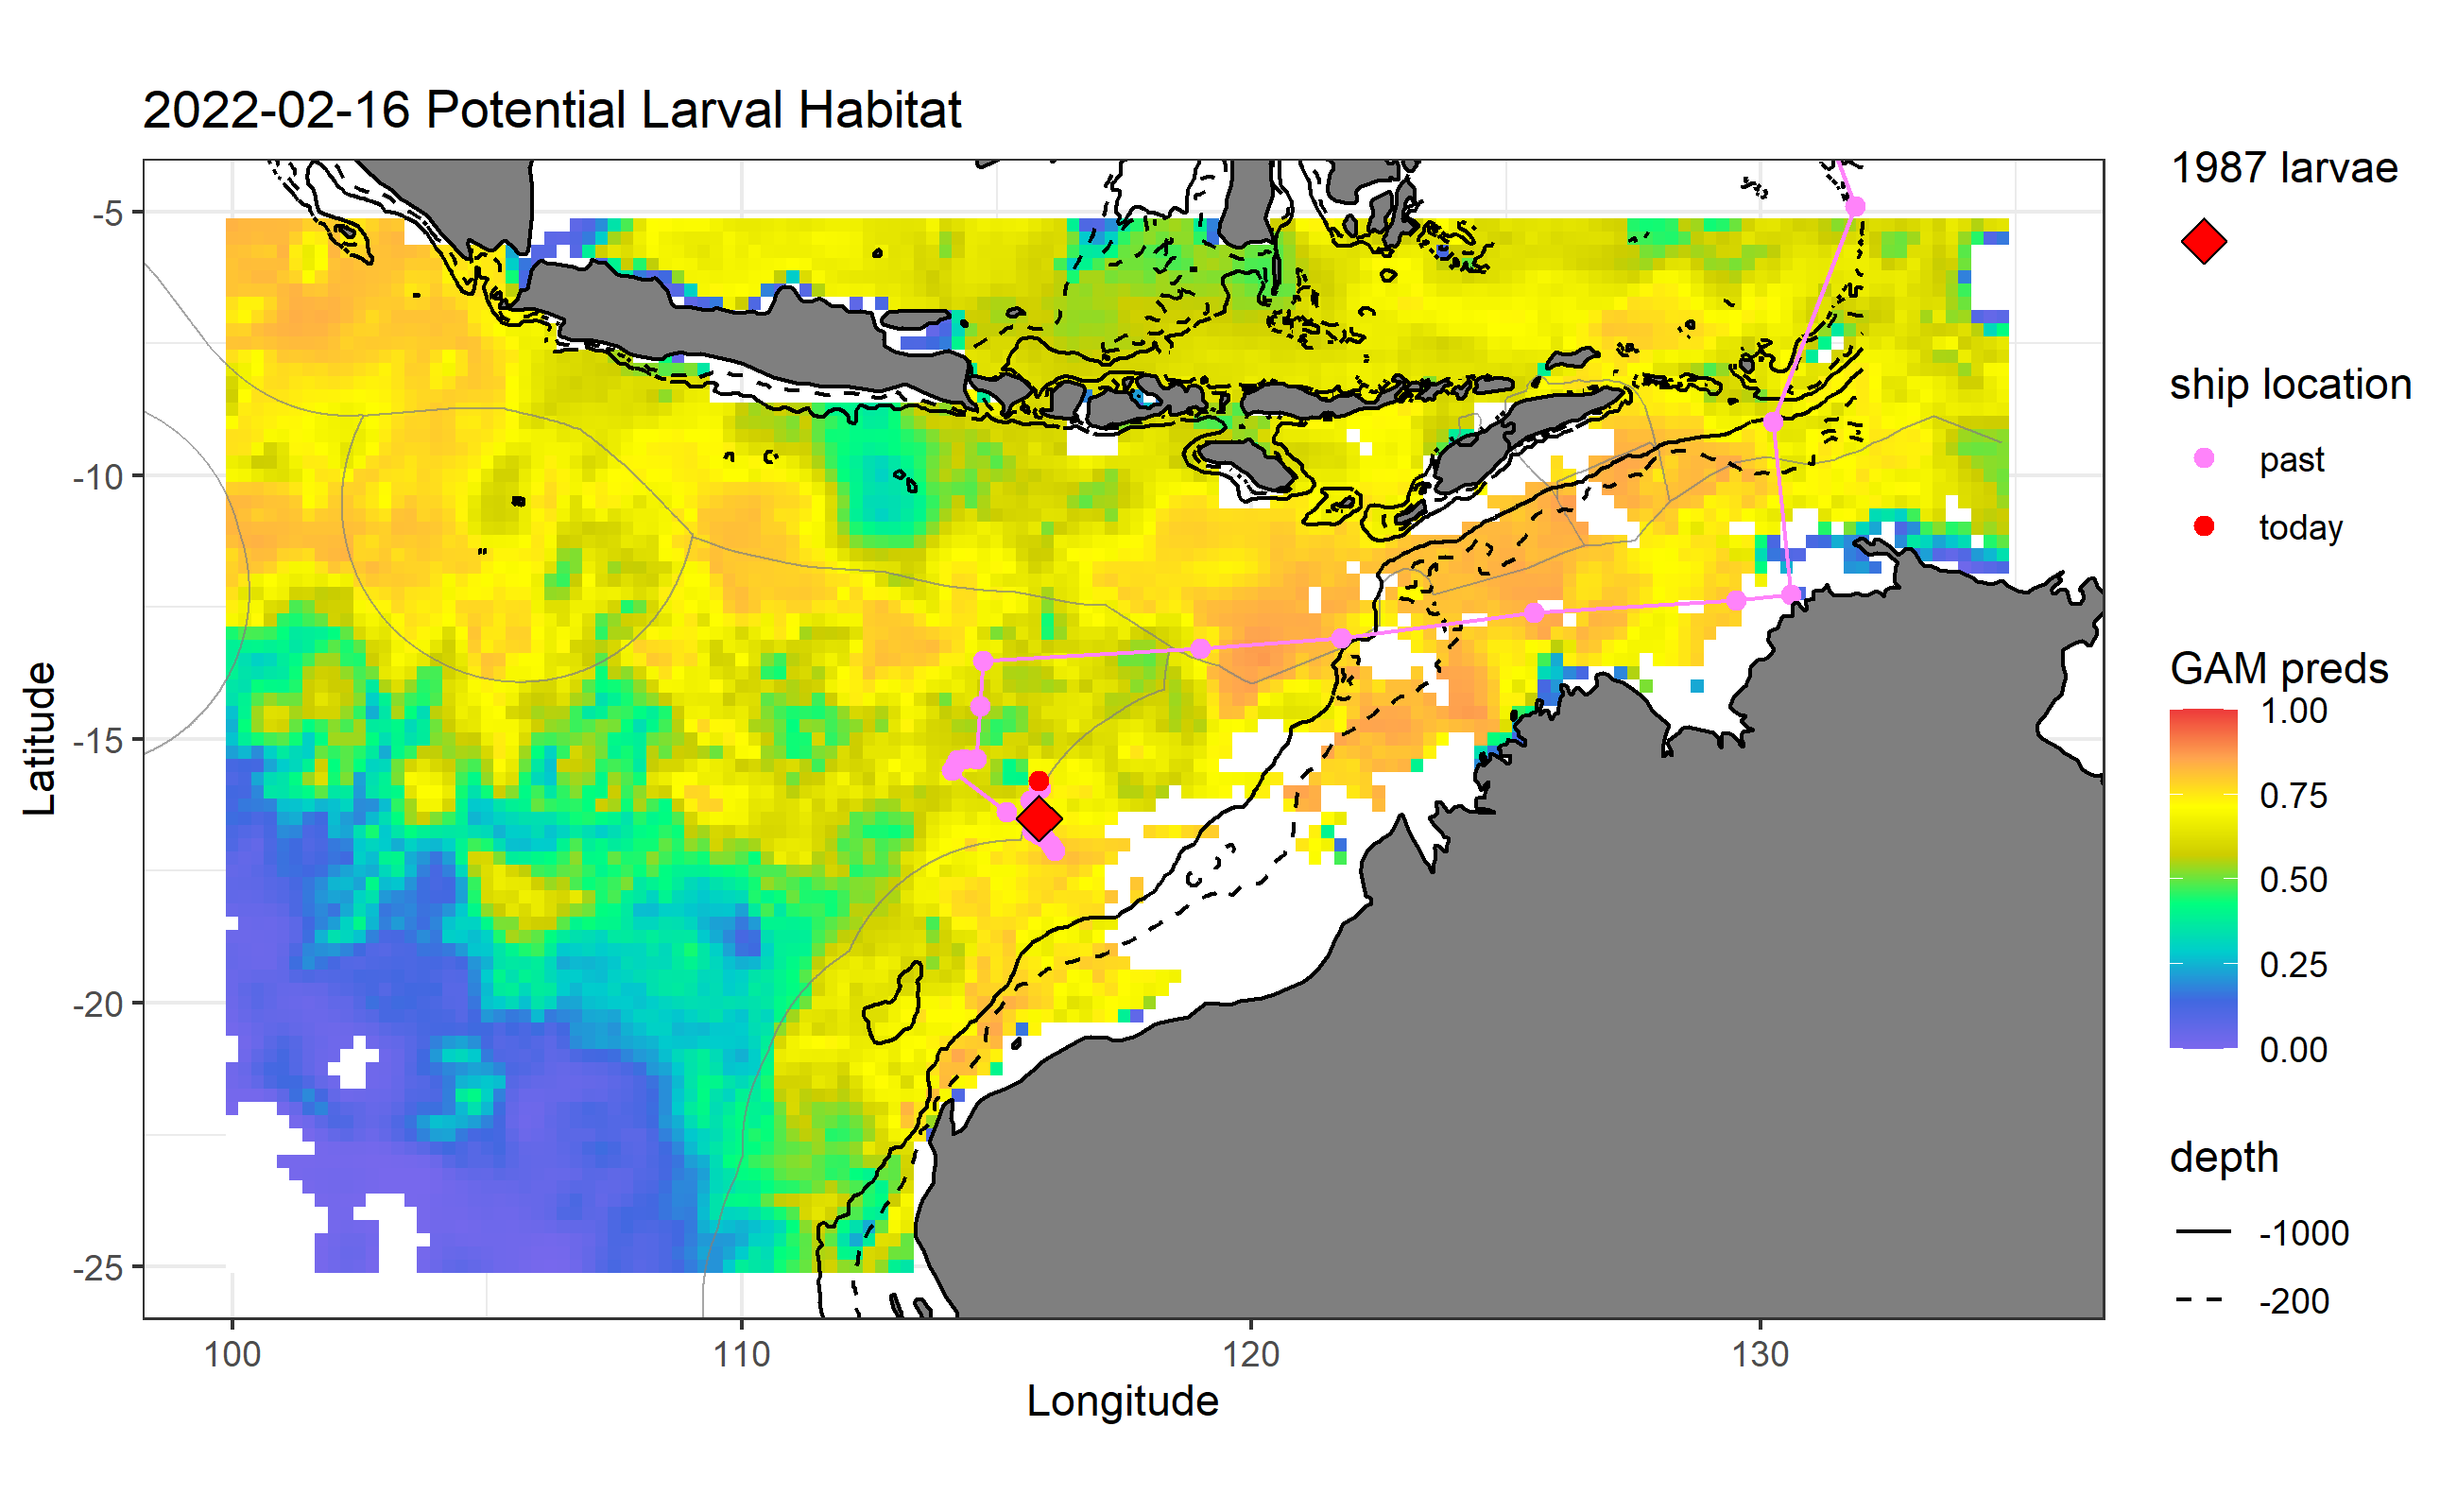 2022-02-16 Potential Larval Habitat
Latitude
-5
-10
-15
-20
-25
100
110
120
130
Longitude
1987 larvae
ship location
past
today
GAM preds
1.00
0.75
0.50
0.25
0.00
depth
-1000
-200